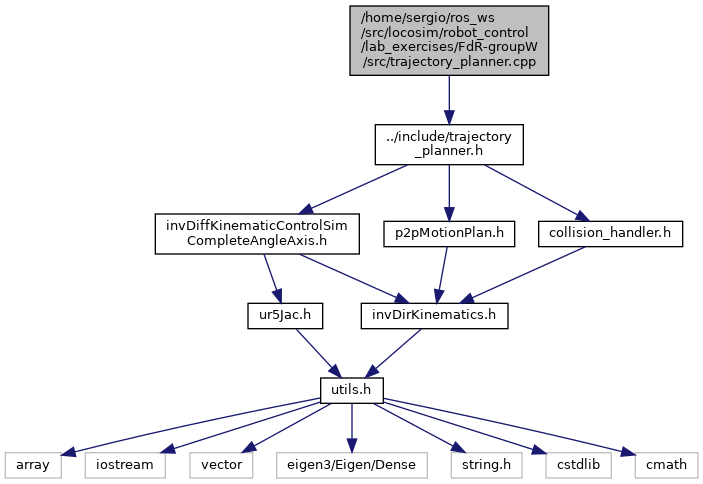 /home/sergio/ros_ws
/src/locosim/robot_control
/lab_exercises/FdR-groupW
/src/trajectory_planner.cpp
../include/trajectory
_planner.h
invDiffKinematicControlSim
CompleteAngleAxis.h
p2pMotionPlan.h
collision_handler.h
ur5Jac.h
invDirKinematics.h
utils.h
array
iostream
vector
eigen3/Eigen/Dense
string.h
cstdlib
cmath